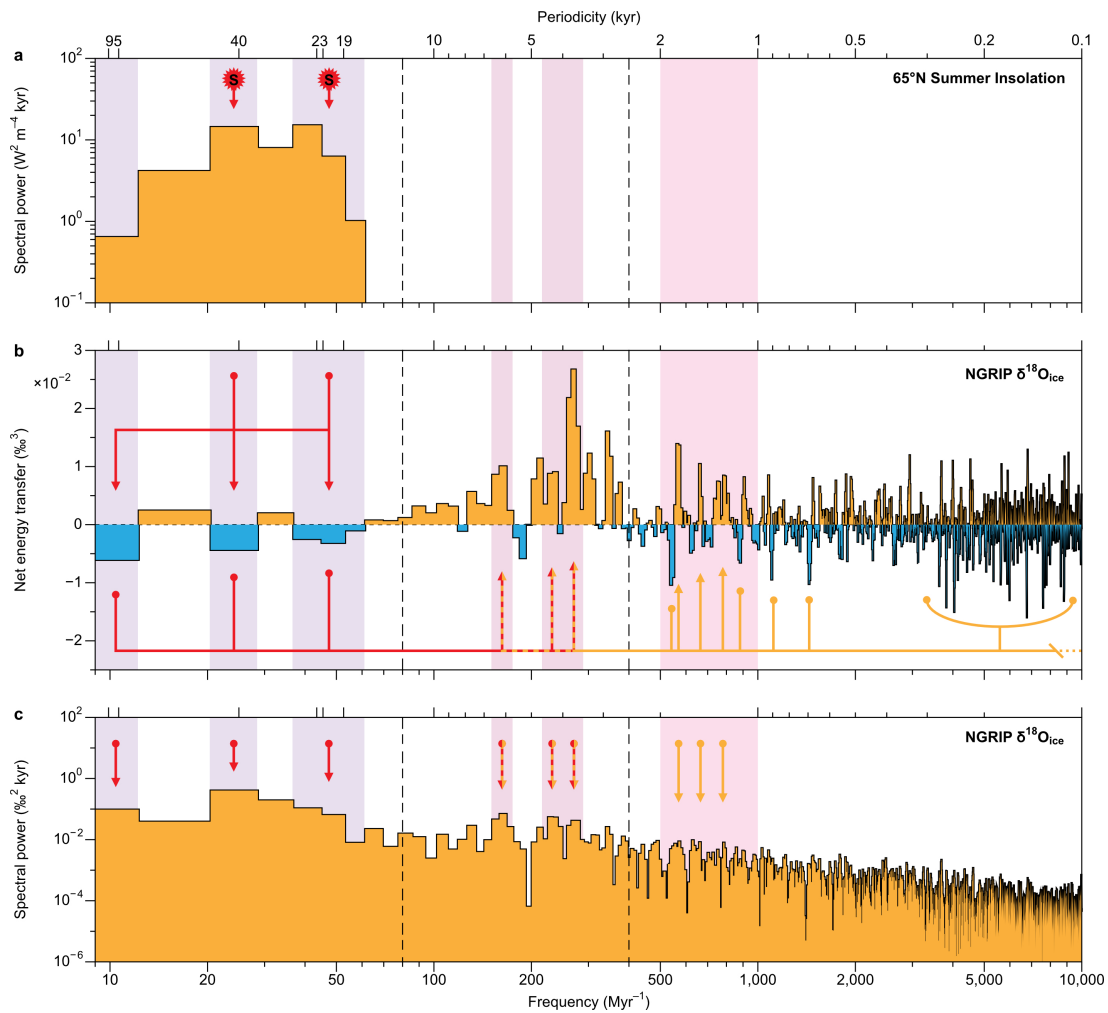 Periodicity (kyr)
95 40 23 19 10 5 2 1 0.5 0.2 0.1
a
10² 10¹ 10⁰ 10⁻¹
Spectral power (W² m⁻⁴ kyr)
S S
65°N Summer Insolation
b
3 2 1 0 −1 −2
×10⁻²
Net energy transfer (‰³)
NGRIP δ¹⁸Oice
c
10² 10⁰ 10⁻² 10⁻⁴ 10⁻⁶
Spectral power (‰² kyr)
NGRIP δ¹⁸Oice
10 20 50 100 200 500 1,000 2,000 5,000 10,000
Frequency (Myr⁻¹)